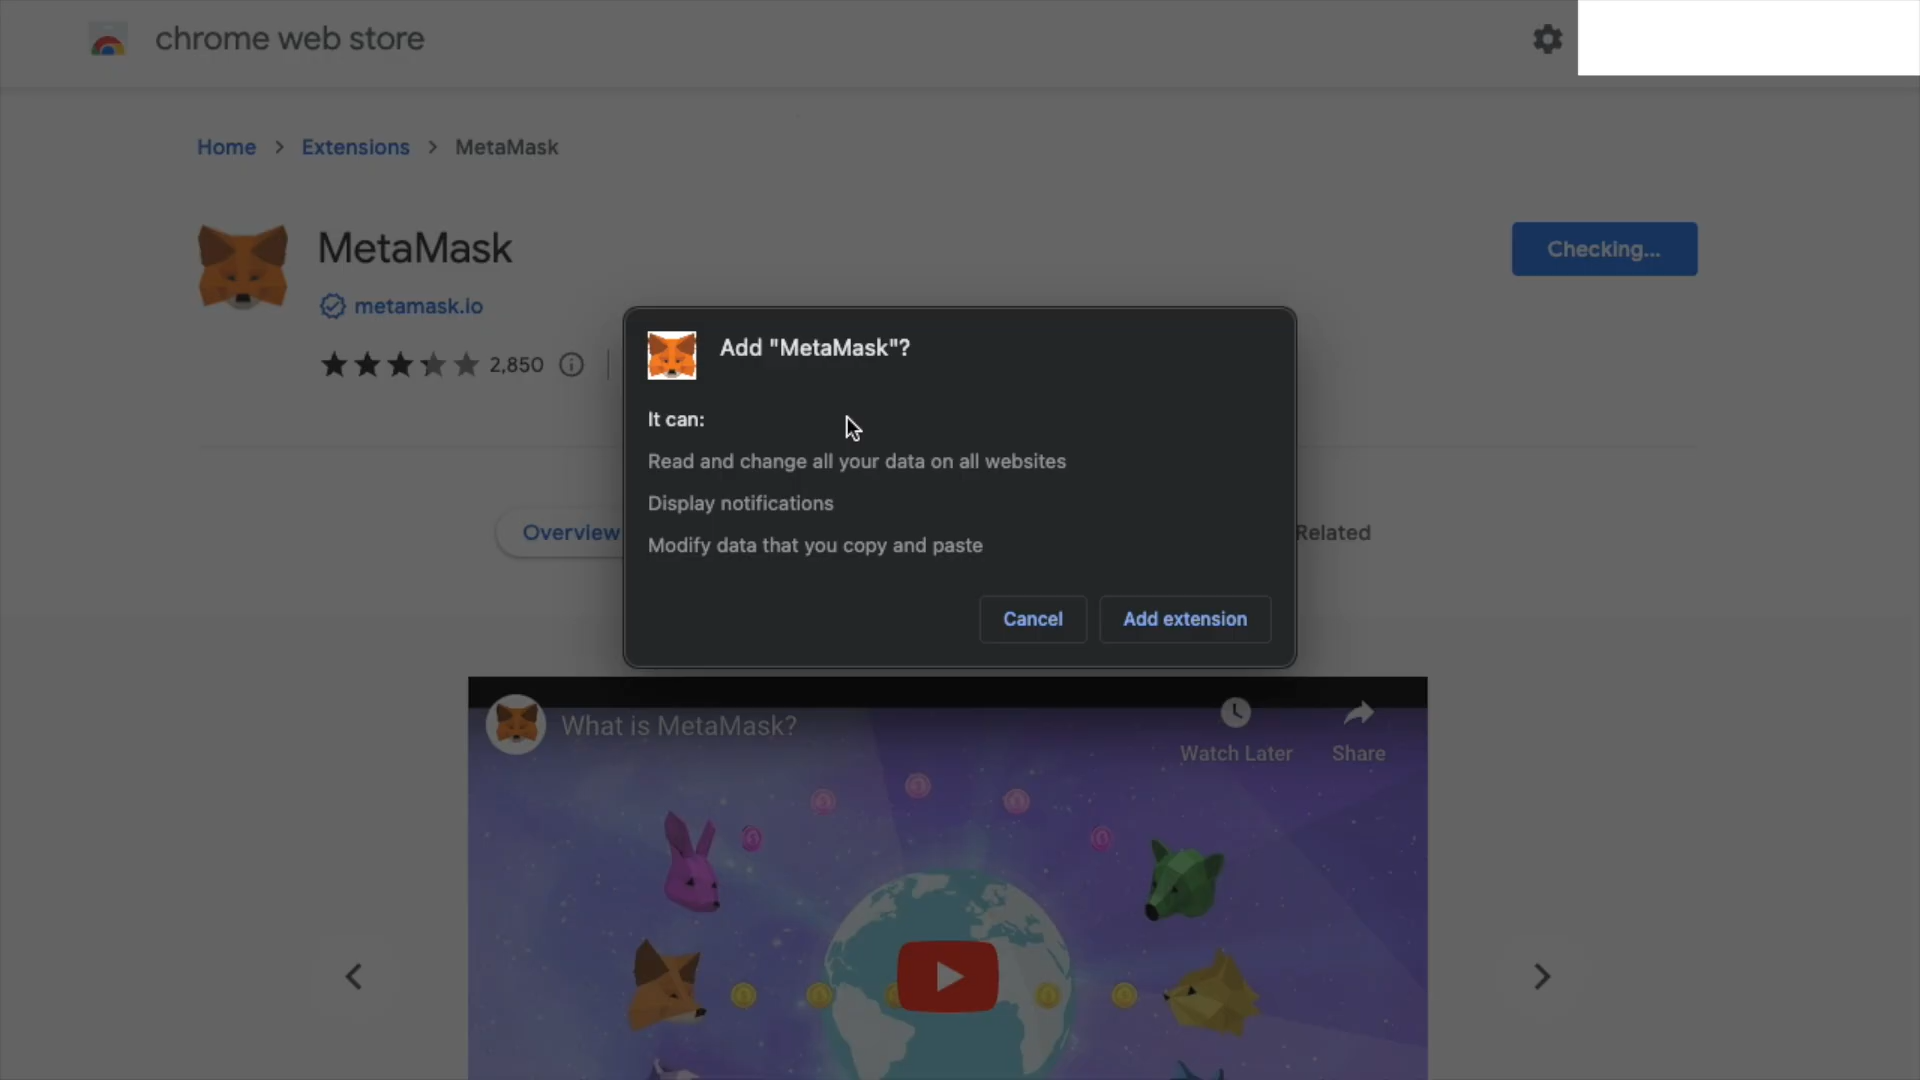 chrome web store
Home > Extensions > MetaMask
MetaMask
Checking...
metamask.io
2,850
Add "MetaMask"?
It can:
Read and change all your data on all websites
Display notifications
Modify data that you copy and paste
Overview
Related
Cancel
Add extension
What is MetaMask?
Watch Later
Share